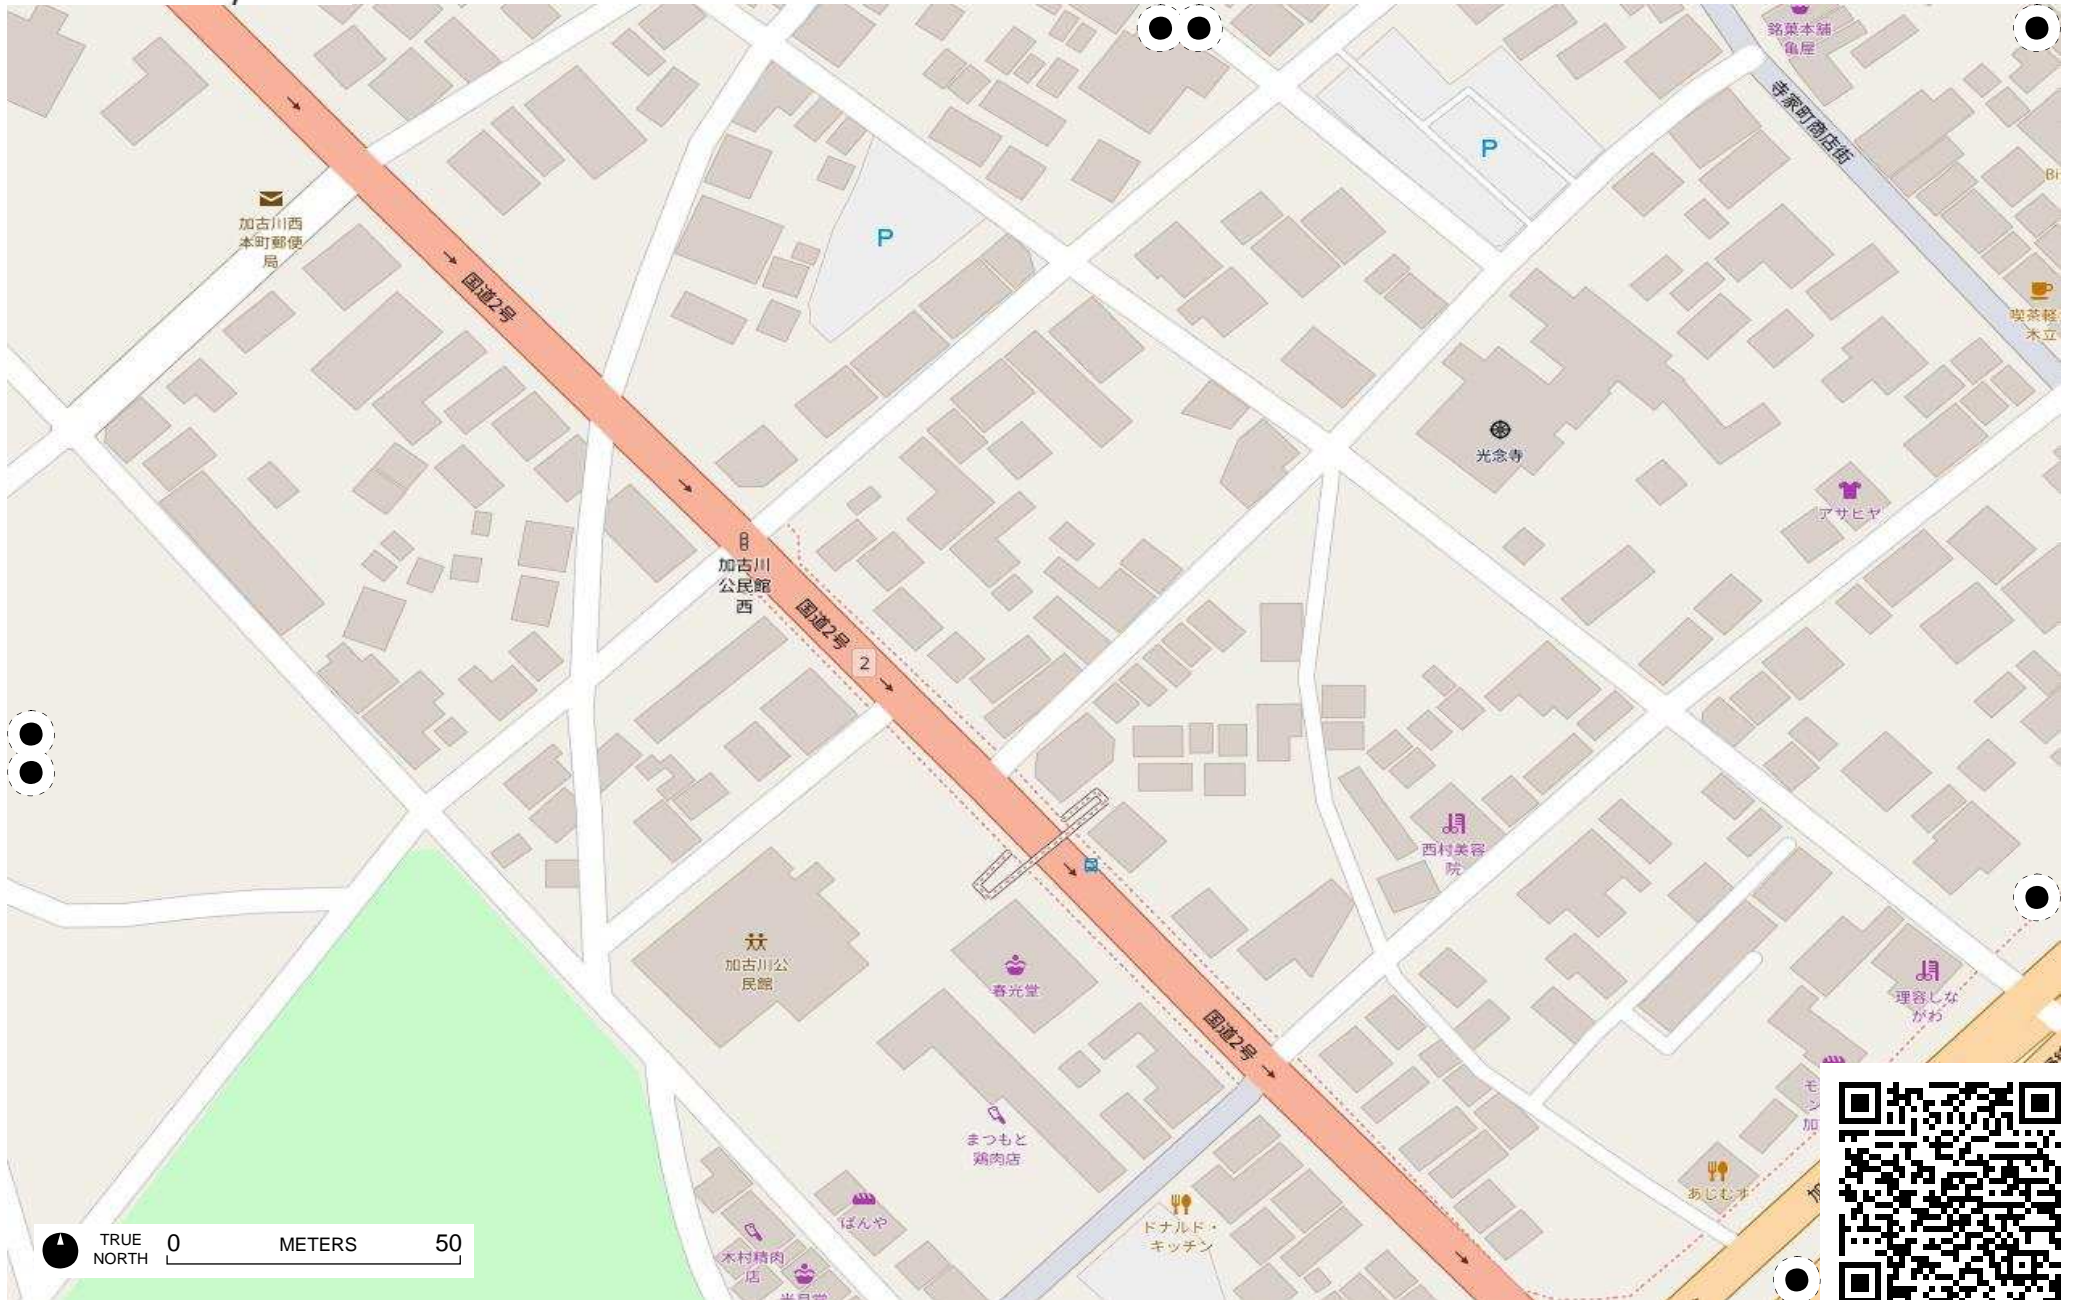 銘菓本舗
亀屋
寺家町商店街
P
Bi
加古川西
本町郵便
局
P
国道2号
喫茶軽
木立
光念寺
アサヒヤ
加古川
公民館
西
国道2号
2
西村美容
院
加古川公
民館
春光堂
理容しな
がわ
国道2号
モ
ン
加
まつもと
鶏肉店
あじむす
加
ぱんや
ドナルド・
キッチン
木村精肉
店
TRUE
NORTH
0 METERS 50